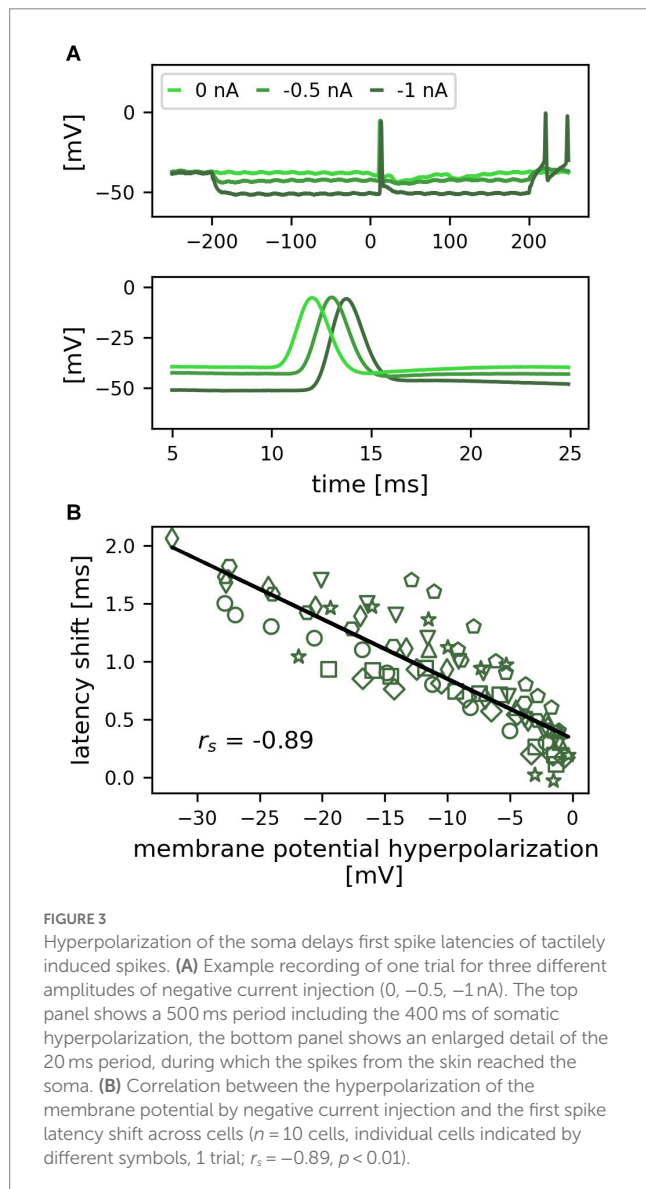 A
0 nA -0.5 nA -1 nA
[mV]
0
−50
−200 −100 0 100 200
[mV]
0
−25
−50
5 10 15 20 25
time [ms]
B
latency shift [ms]
2.0
1.5
1.0
0.5
0.0
rs = -0.89
−30 −25 −20 −15 −10 −5 0
membrane potential hyperpolarization
[mV]
FIGURE 3
Hyperpolarization of the soma delays first spike latencies of tactilely
induced spikes. (A) Example recording of one trial for three different
amplitudes of negative current injection (0, −0.5, −1 nA). The top
panel shows a 500 ms period including the 400 ms of somatic
hyperpolarization, the bottom panel shows an enlarged detail of the
20 ms period, during which the spikes from the skin reached the
soma. (B) Correlation between the hyperpolarization of the
membrane potential by negative current injection and the first spike
latency shift across cells (n = 10 cells, individual cells indicated by
different symbols, 1 trial; rs = −0.89, p < 0.01).